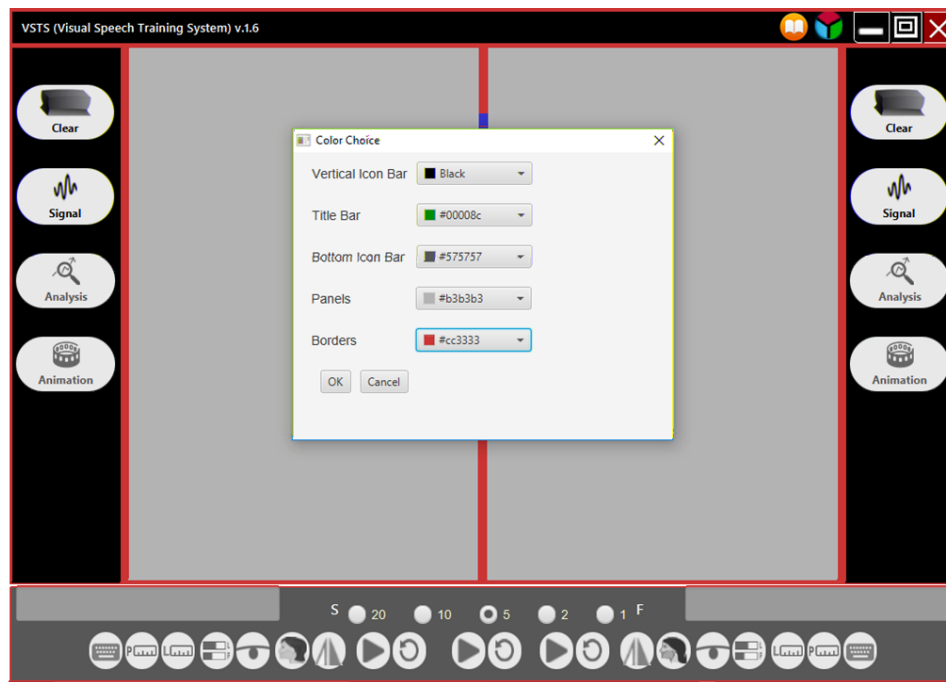 VSTS (Visual Speech Training System) v.1.6
Clear
Signal
Analysis
Animation
Color Choice
Vertical Icon Bar Black
Title Bar #00008c
Bottom Icon Bar #575757
Panels #b3b3b3
Borders #cc3333
OK Cancel
Clear
Signal
Analysis
Animation
S 20 10 5 2 1 F
P L L F L F L P